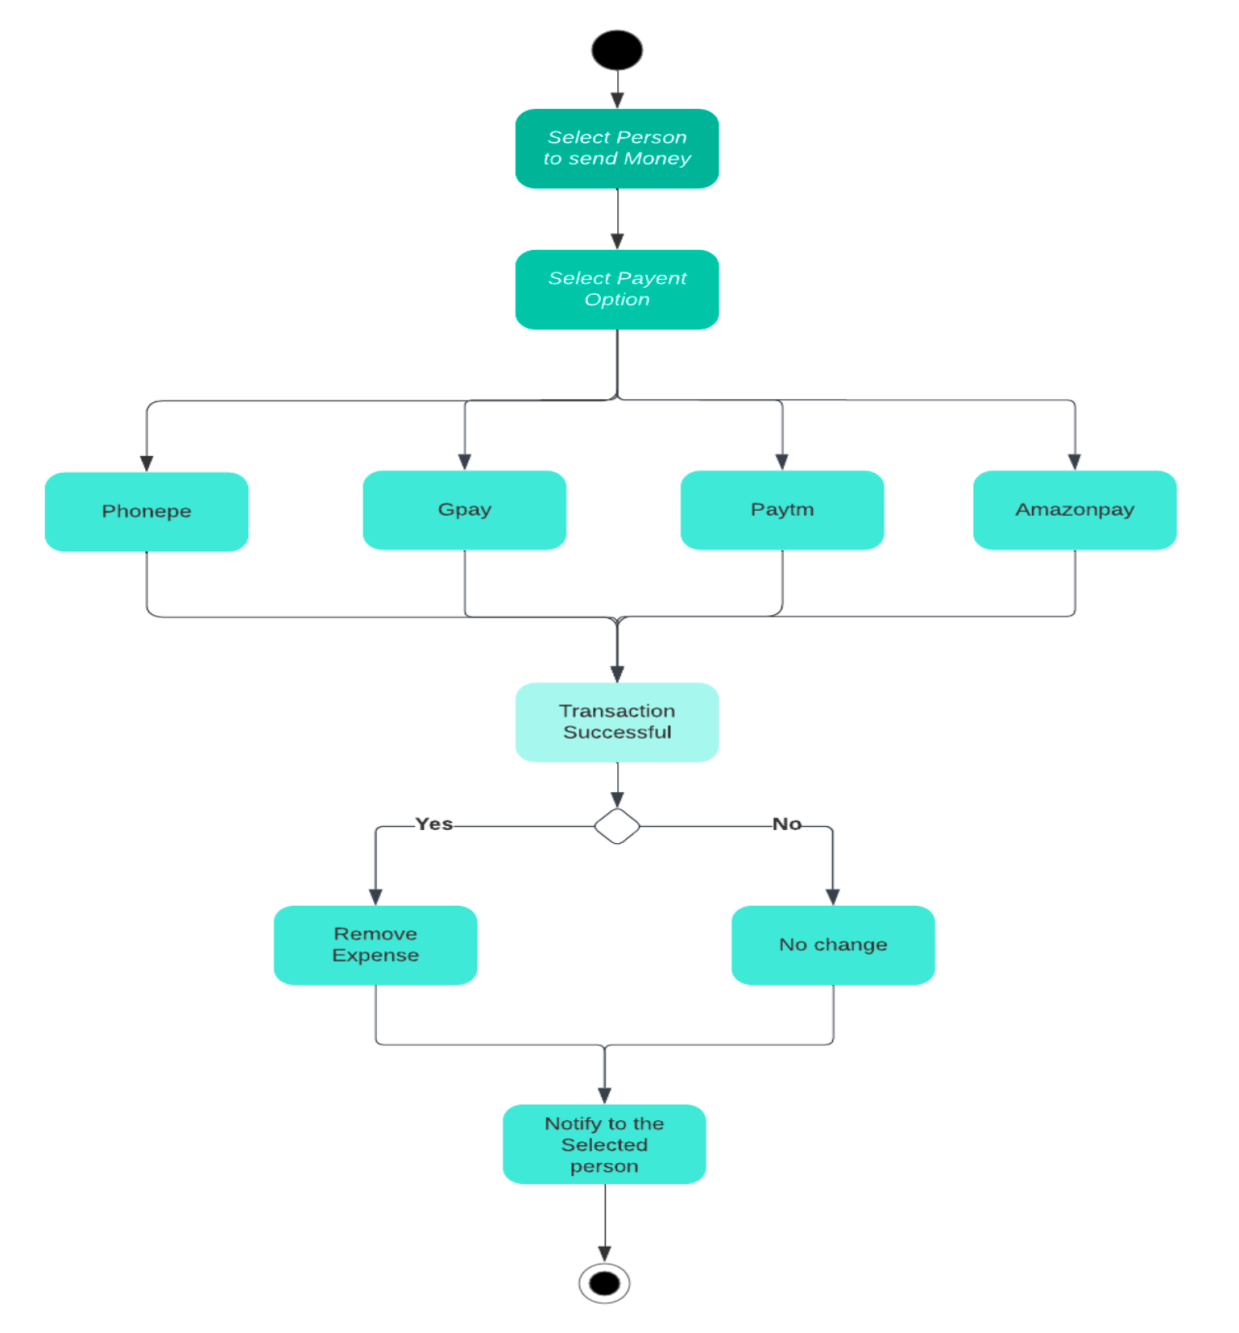 Select Person
to send Money
Select Payent
Option
Phonepe
Gpay
Paytm
Amazonpay
Transaction
Successful
Yes
No
Remove
Expense
No change
Notify to the
Selected
person